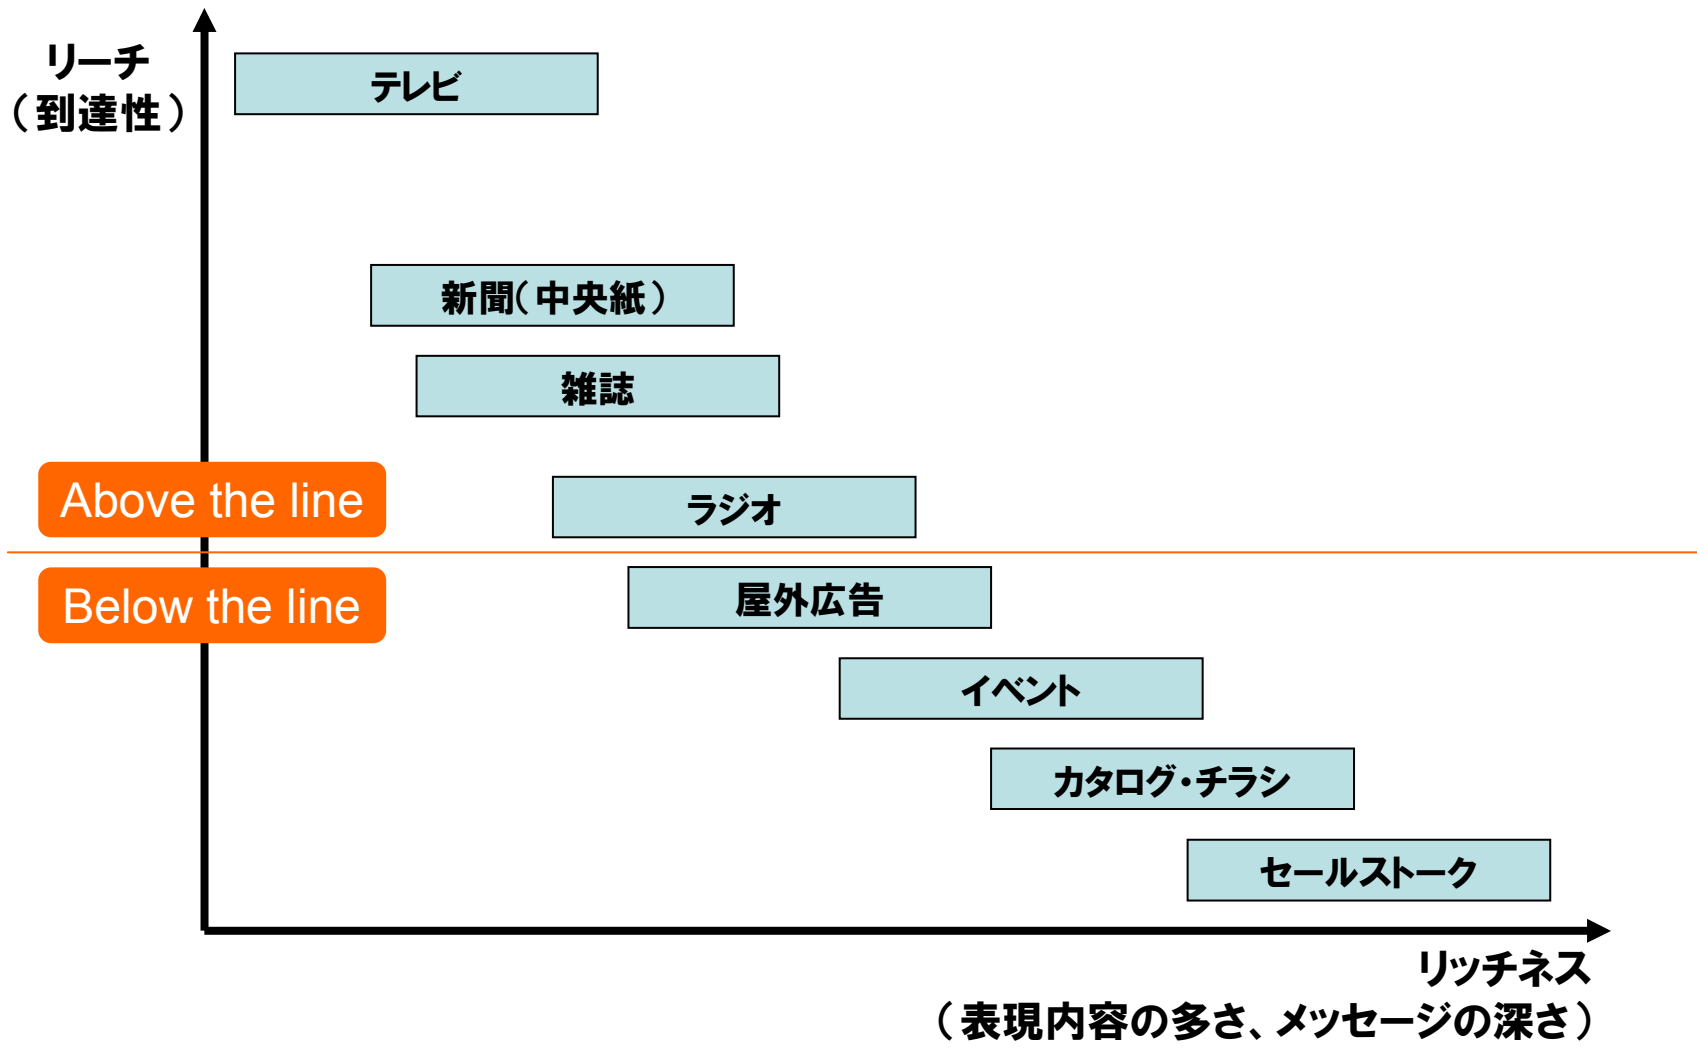 リーチ
（到達性）
テレビ
新聞（中央紙）
雑誌
Above the line
ラジオ
Below the line
屋外広告
イベント
カタログ・チラシ
セールストーク
リッチネス
（表現内容の多さ、メッセージの深さ）